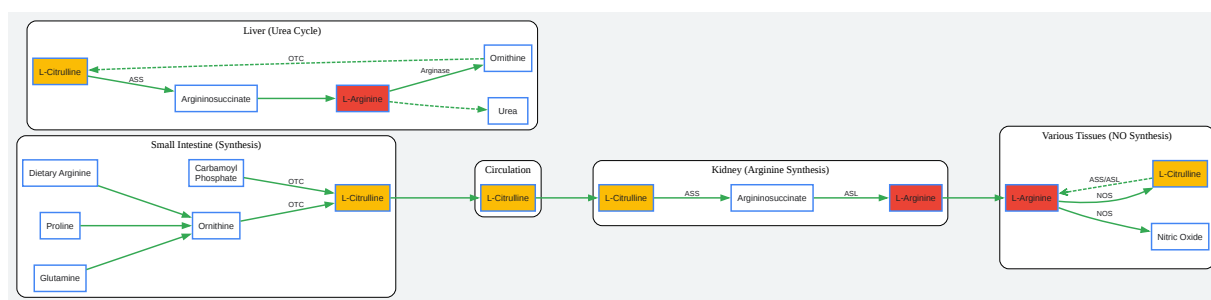 Liver (Urea Cycle)
L-Citrulline
ASS
Argininosuccinate
L-Arginine
OTC
Arginase
Ornithine
Urea
Small Intestine (Synthesis)
Dietary Arginine
Proline
Glutamine
Carbamoyl
Phosphate
Ornithine
OTC
OTC
L-Citrulline
Circulation
L-Citrulline
Kidney (Arginine Synthesis)
L-Citrulline
ASS
Argininosuccinate
ASL
L-Arginine
Various Tissues (NO Synthesis)
L-Arginine
ASS/ASL
NOS
NOS
L-Citrulline
Nitric Oxide